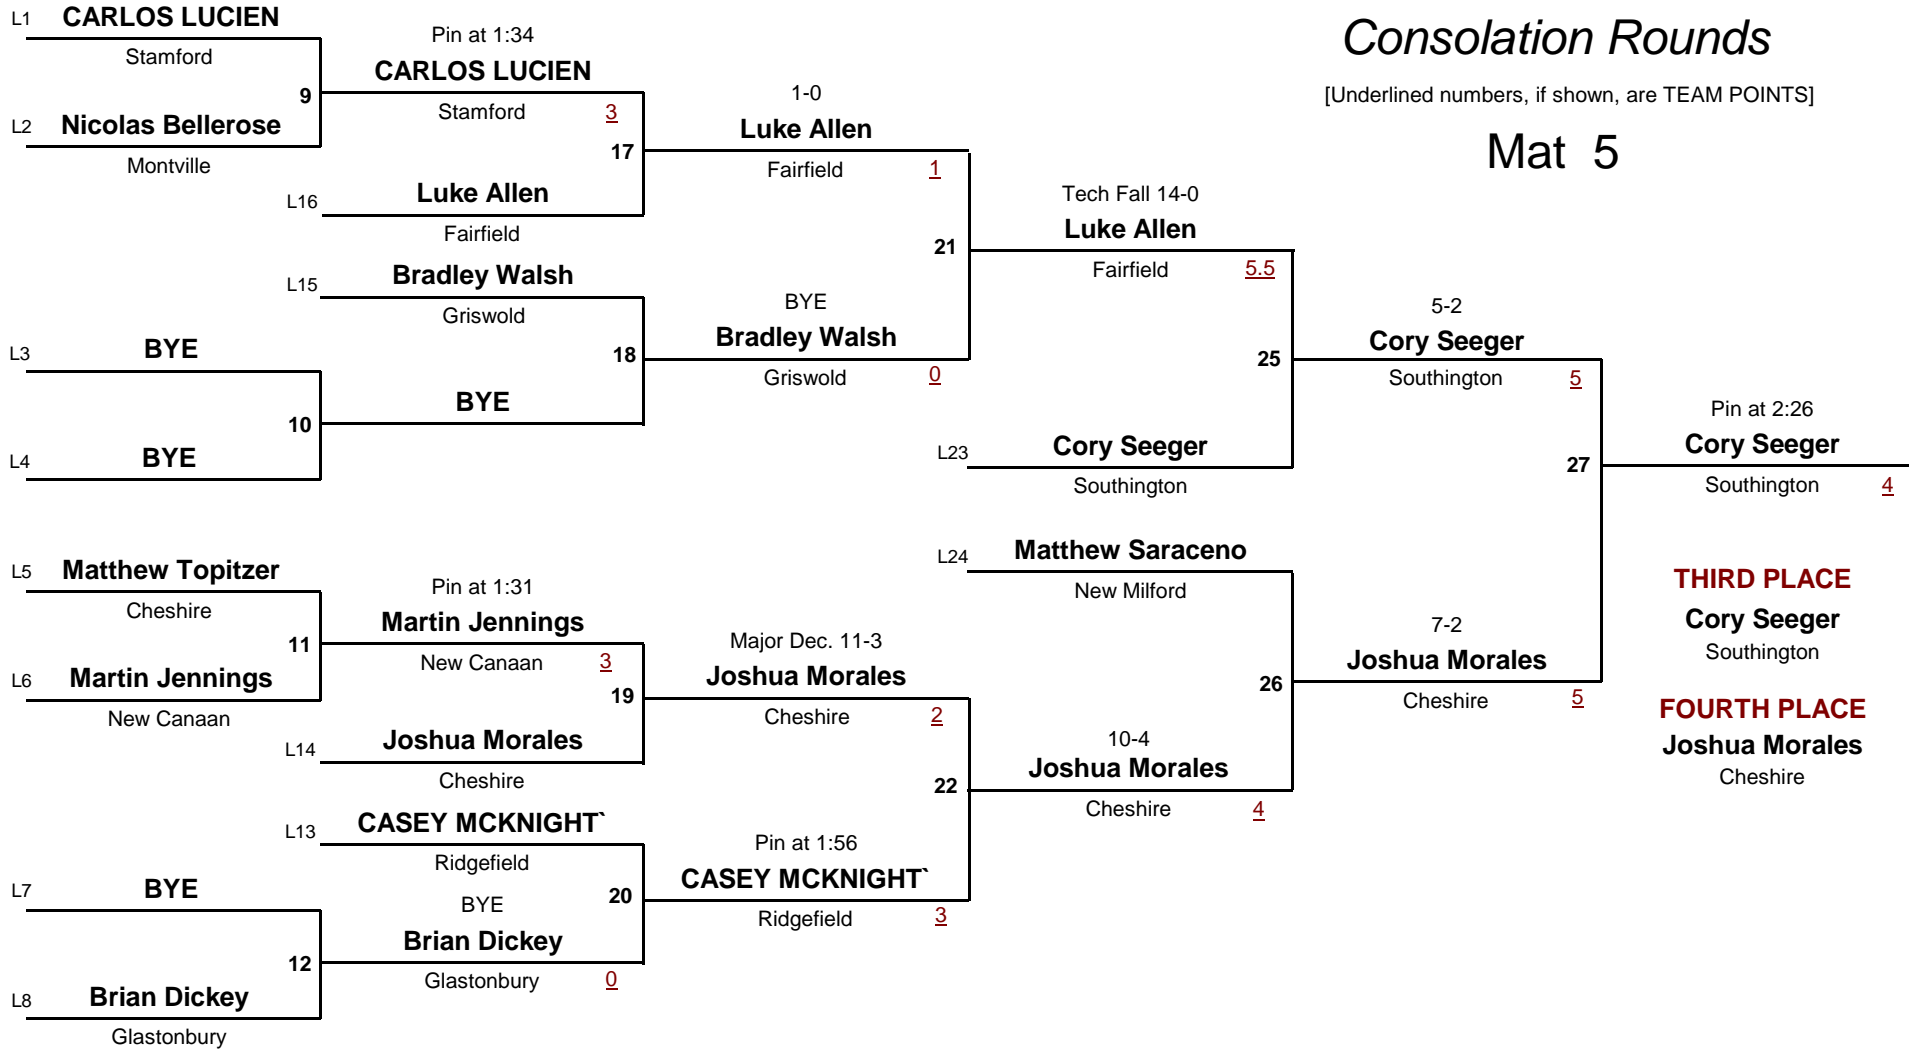 Consolation Rounds
[Underlined numbers, if shown, are TEAM POINTS]
Mat 5
L1 CARLOS LUCIEN
Stamford
9
L2 Nicolas Bellerose
Montville
L3 BYE
10
L4 BYE
L5 Matthew Topitzer
Cheshire
11
L6 Martin Jennings
New Canaan
L7 BYE
12
L8 Brian Dickey
Glastonbury
Pin at 1:34
CARLOS LUCIEN
Stamford 3
17
L16 Luke Allen
Fairfield
L15 Bradley Walsh
Griswold
18
BYE
Pin at 1:31
Martin Jennings
New Canaan 3
19
L14 Joshua Morales
Cheshire
L13 CASEY MCKNIGHT`
Ridgefield
20
BYE
Brian Dickey
Glastonbury 0
1-0
Luke Allen
Fairfield 1
21
BYE
Bradley Walsh
Griswold 0
Major Dec. 11-3
Joshua Morales
Cheshire 2
22
Pin at 1:56
CASEY MCKNIGHT`
Ridgefield 3
Tech Fall 14-0
Luke Allen
Fairfield 5.5
25
L23 Cory Seeger
Southington
L24 Matthew Saraceno
New Milford
26
10-4
Joshua Morales
Cheshire 4
5-2
Cory Seeger
Southington 5
27
7-2
Joshua Morales
Cheshire 5
Pin at 2:26
Cory Seeger
Southington 4
THIRD PLACE
Cory Seeger
Southington
FOURTH PLACE
Joshua Morales
Cheshire